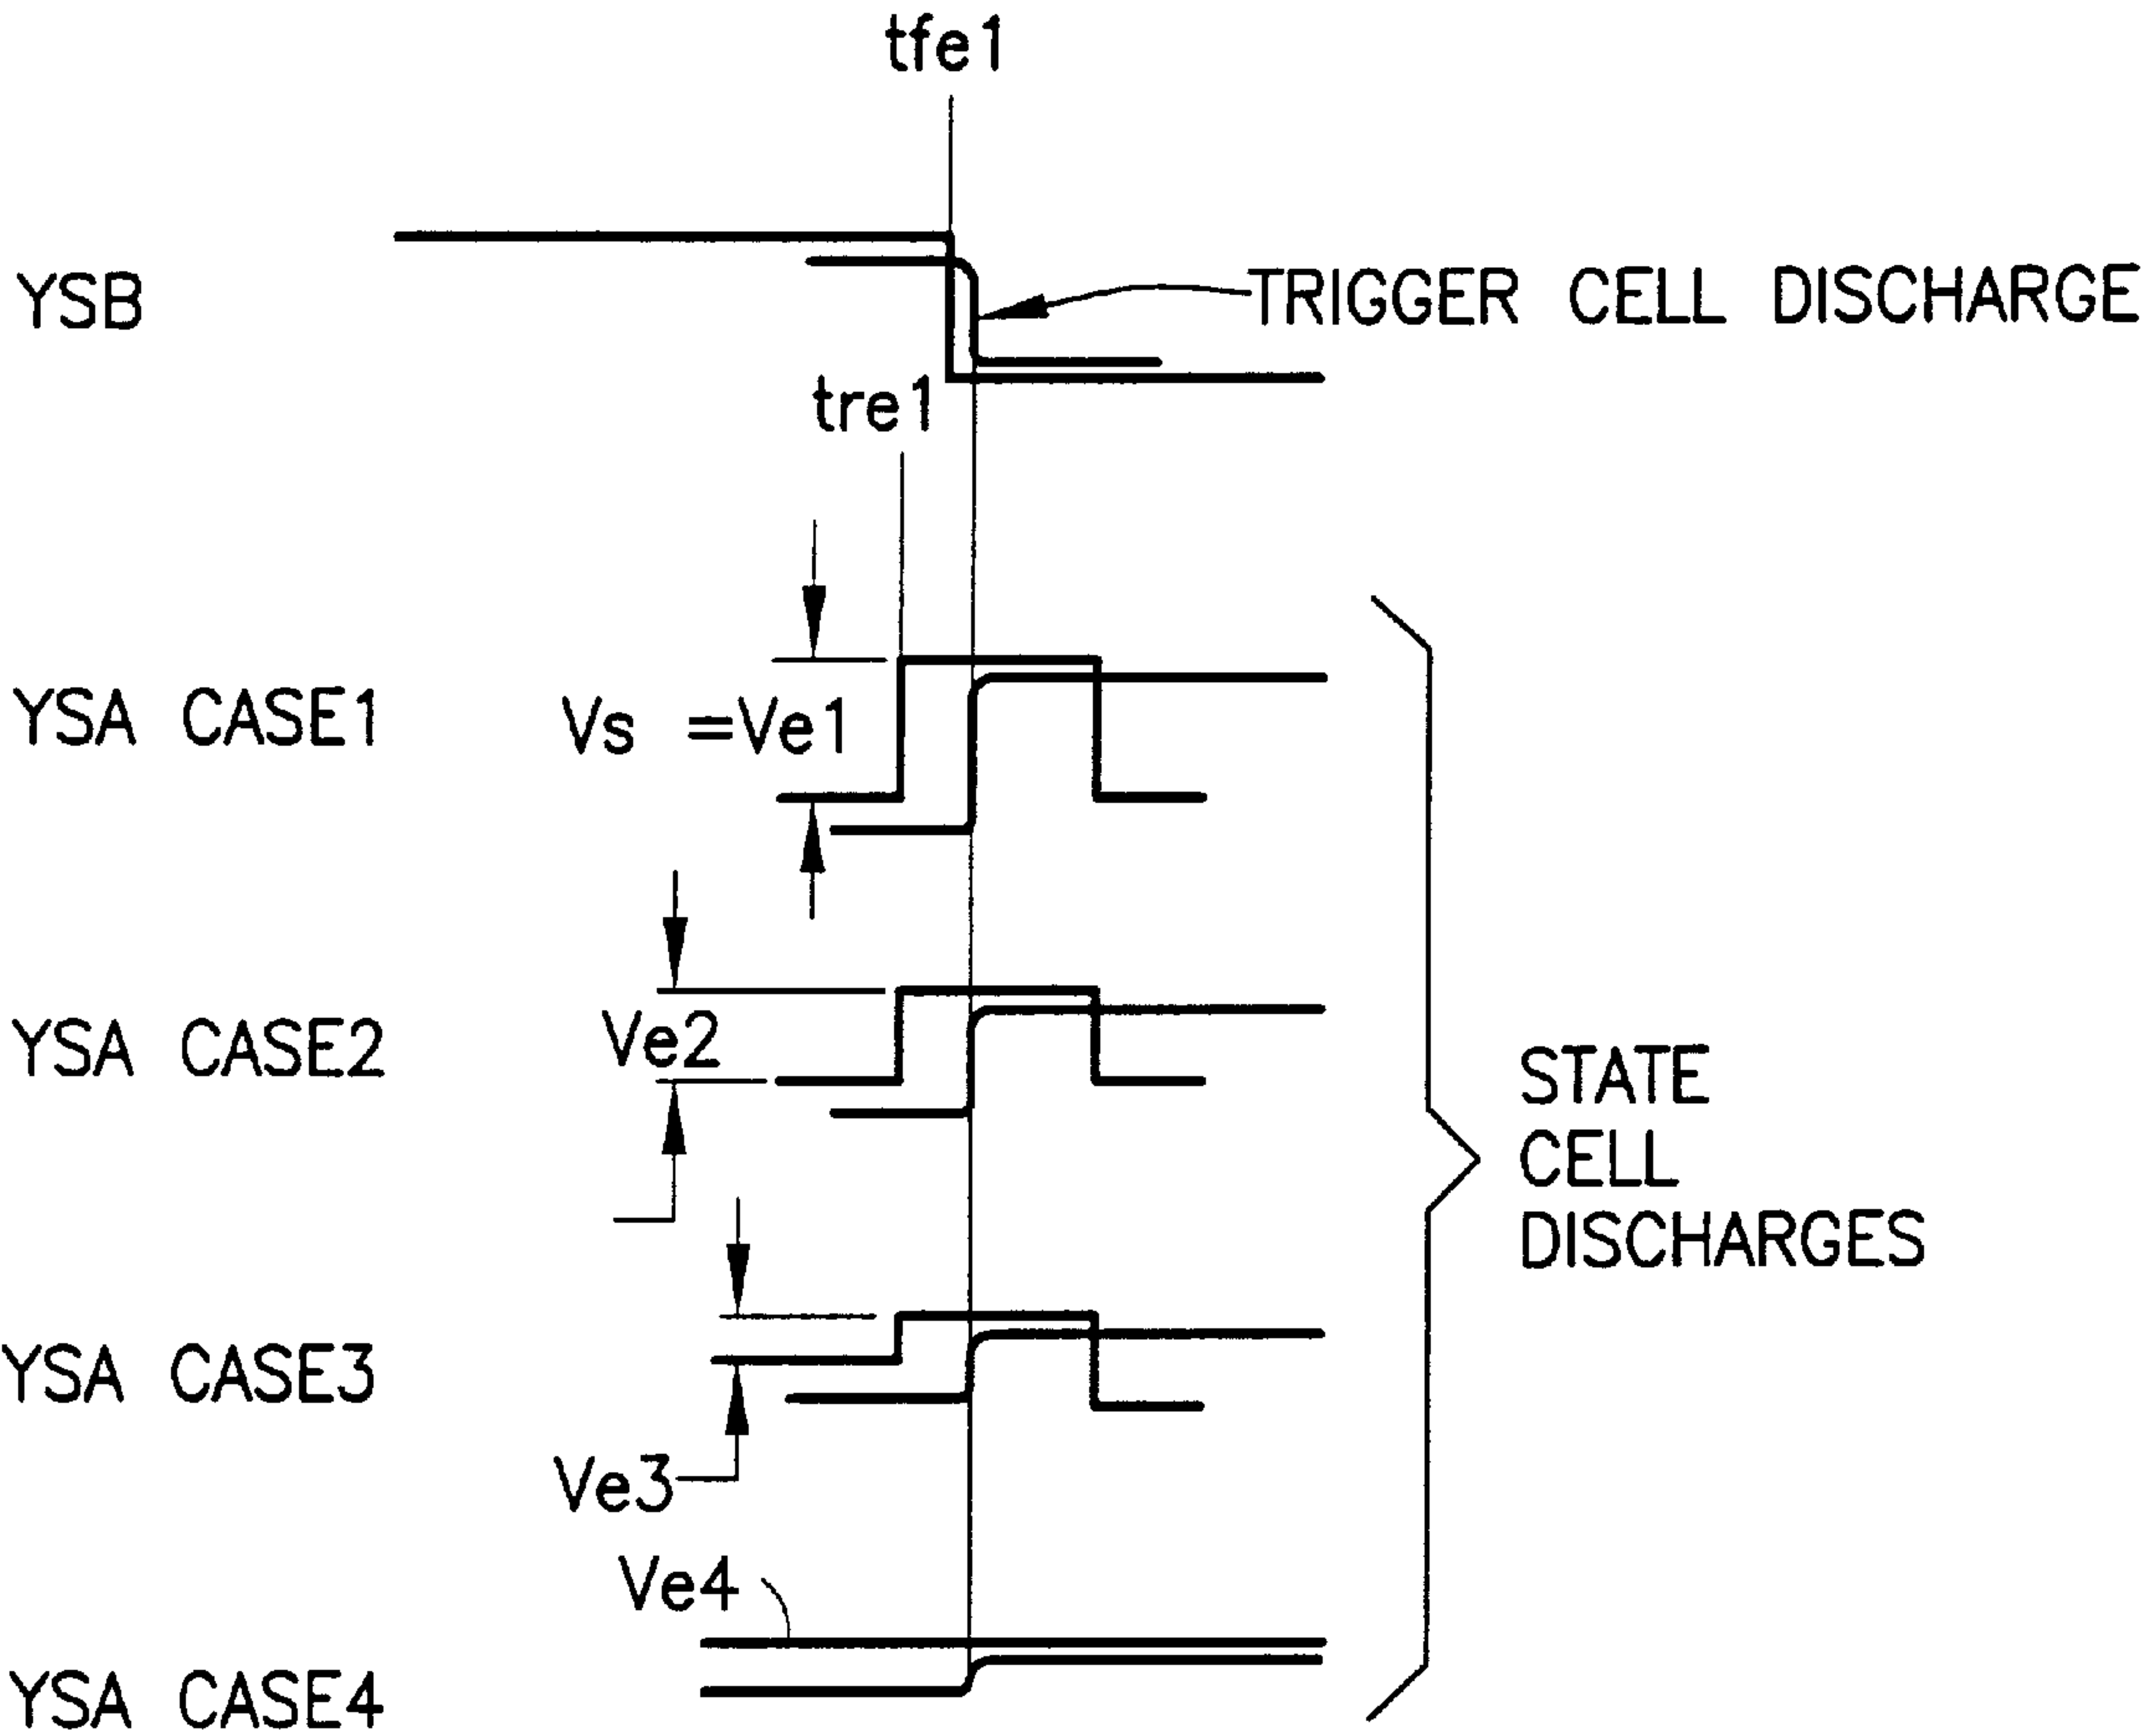 tfe1
YSB
TRIGGER CELL DISCHARGE
tre1
YSA CASE1
Vs =Ve1
YSA CASE2
Ve2
STATE
CELL
DISCHARGES
YSA CASE3
Ve3
Ve4
YSA CASE4